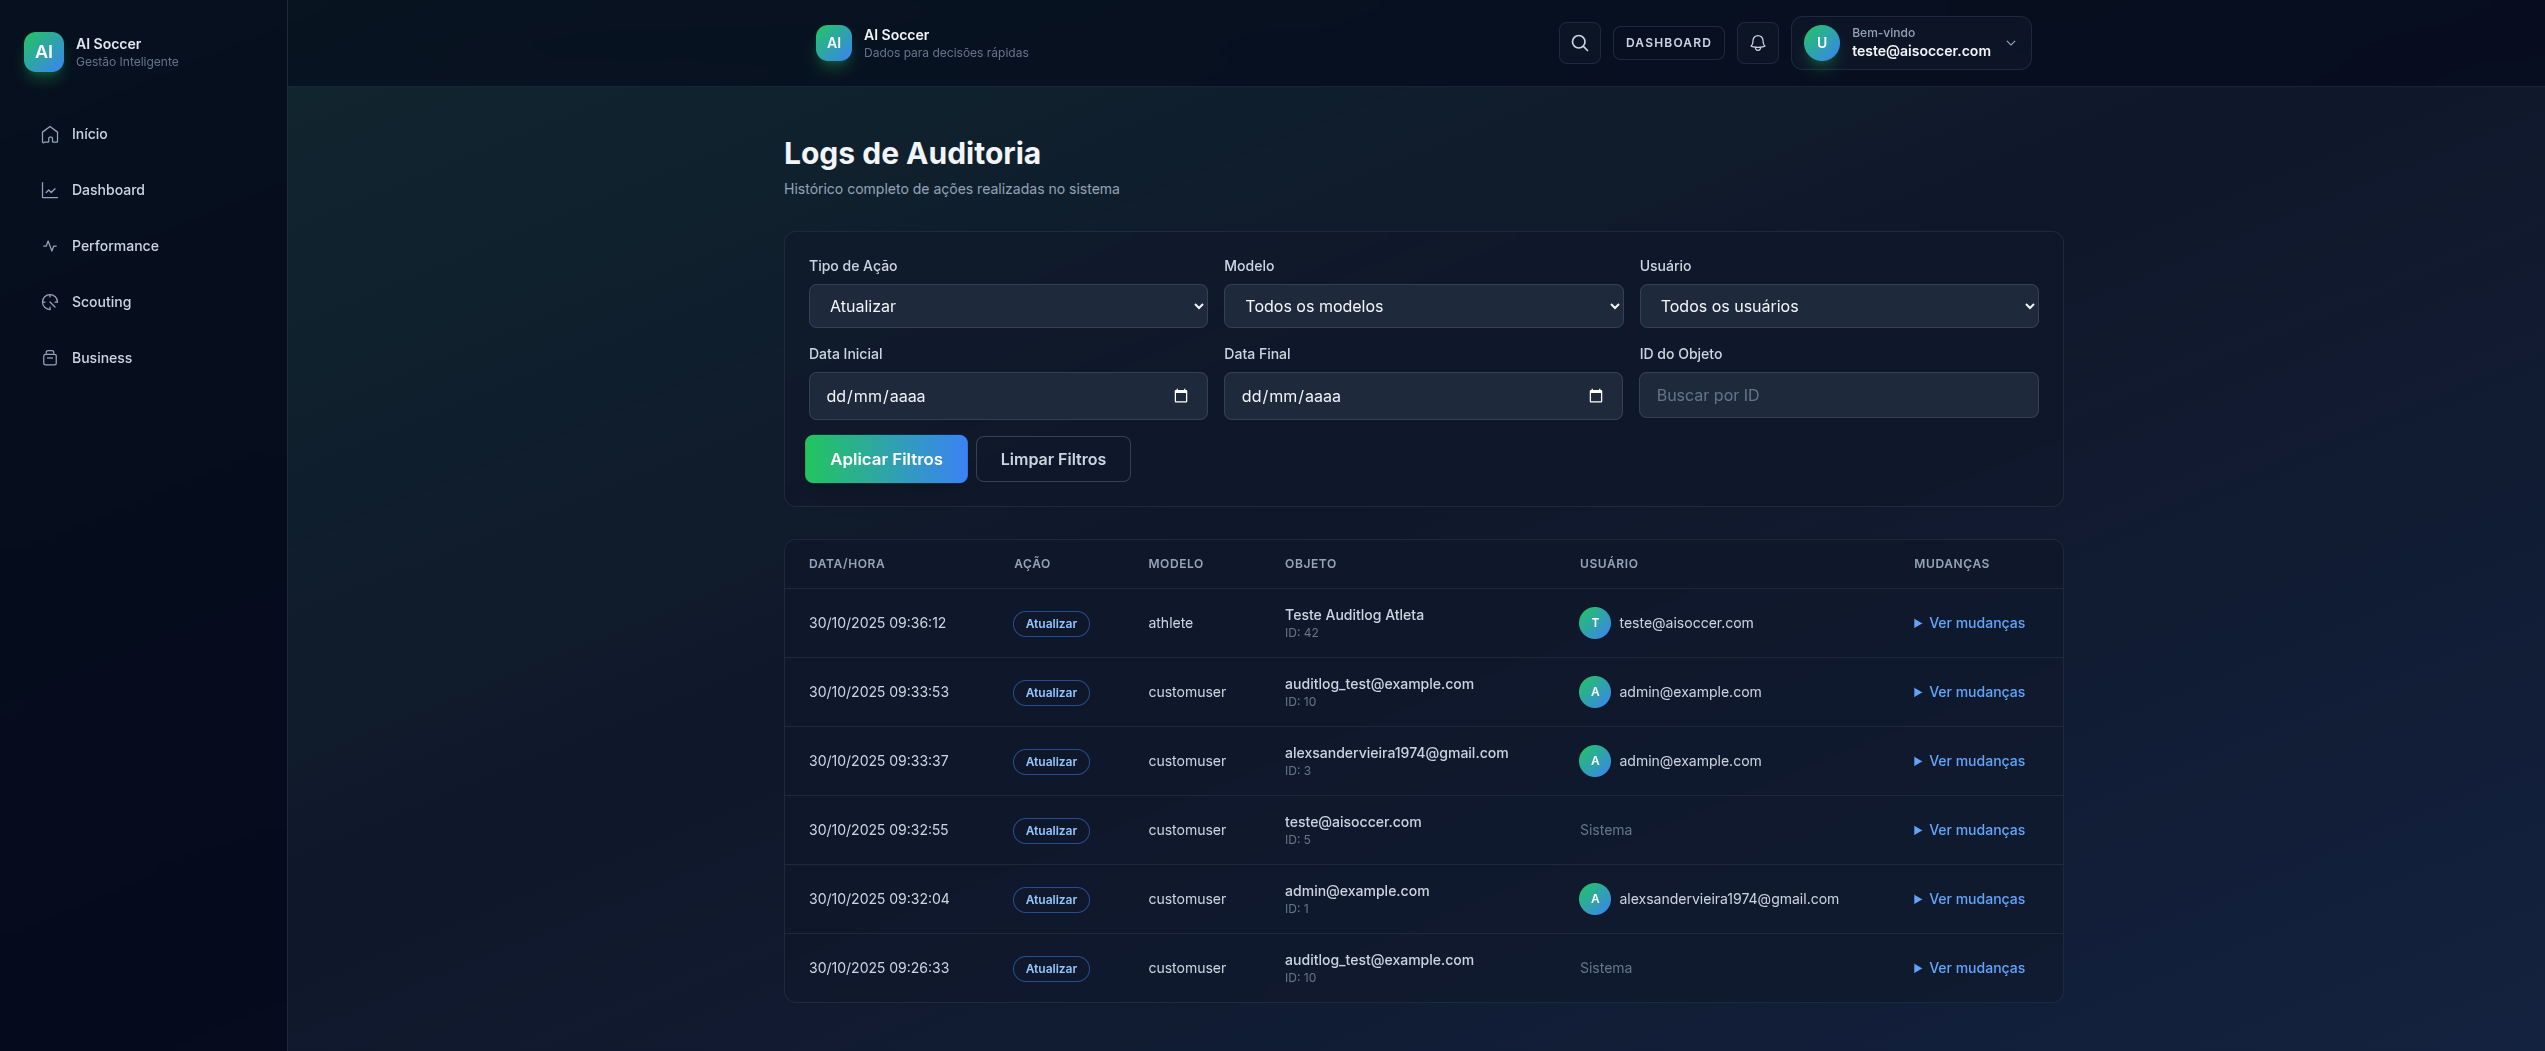 AI
AI Soccer
Gestão Inteligente
Início
Dashboard
Performance
Scouting
Business
AI
AI Soccer
Dados para decisões rápidas
DASHBOARD
U
Bem-vindo
teste@aisoccer.com
Logs de Auditoria
Histórico completo de ações realizadas no sistema
Tipo de Ação Modelo Usuário
Atualizar Todos os modelos Todos os usuários
Data Inicial Data Final ID do Objeto
dd/mm/aaaa dd/mm/aaaa Buscar por ID
Aplicar Filtros Limpar Filtros
DATA/HORA AÇÃO MODELO OBJETO USUÁRIO MUDANÇAS
30/10/2025 09:36:12 Atualizar athlete Teste Auditlog Atleta T teste@aisoccer.com Ver mudanças
ID: 42
30/10/2025 09:33:53 Atualizar customuser auditlog_test@example.com A admin@example.com Ver mudanças
ID: 10
30/10/2025 09:33:37 Atualizar customuser alexsandervieira1974@gmail.com A admin@example.com Ver mudanças
ID: 3
30/10/2025 09:32:55 Atualizar customuser teste@aisoccer.com Sistema Ver mudanças
ID: 5
30/10/2025 09:32:04 Atualizar customuser admin@example.com A alexsandervieira1974@gmail.com Ver mudanças
ID: 1
30/10/2025 09:26:33 Atualizar customuser auditlog_test@example.com Sistema Ver mudanças
ID: 10